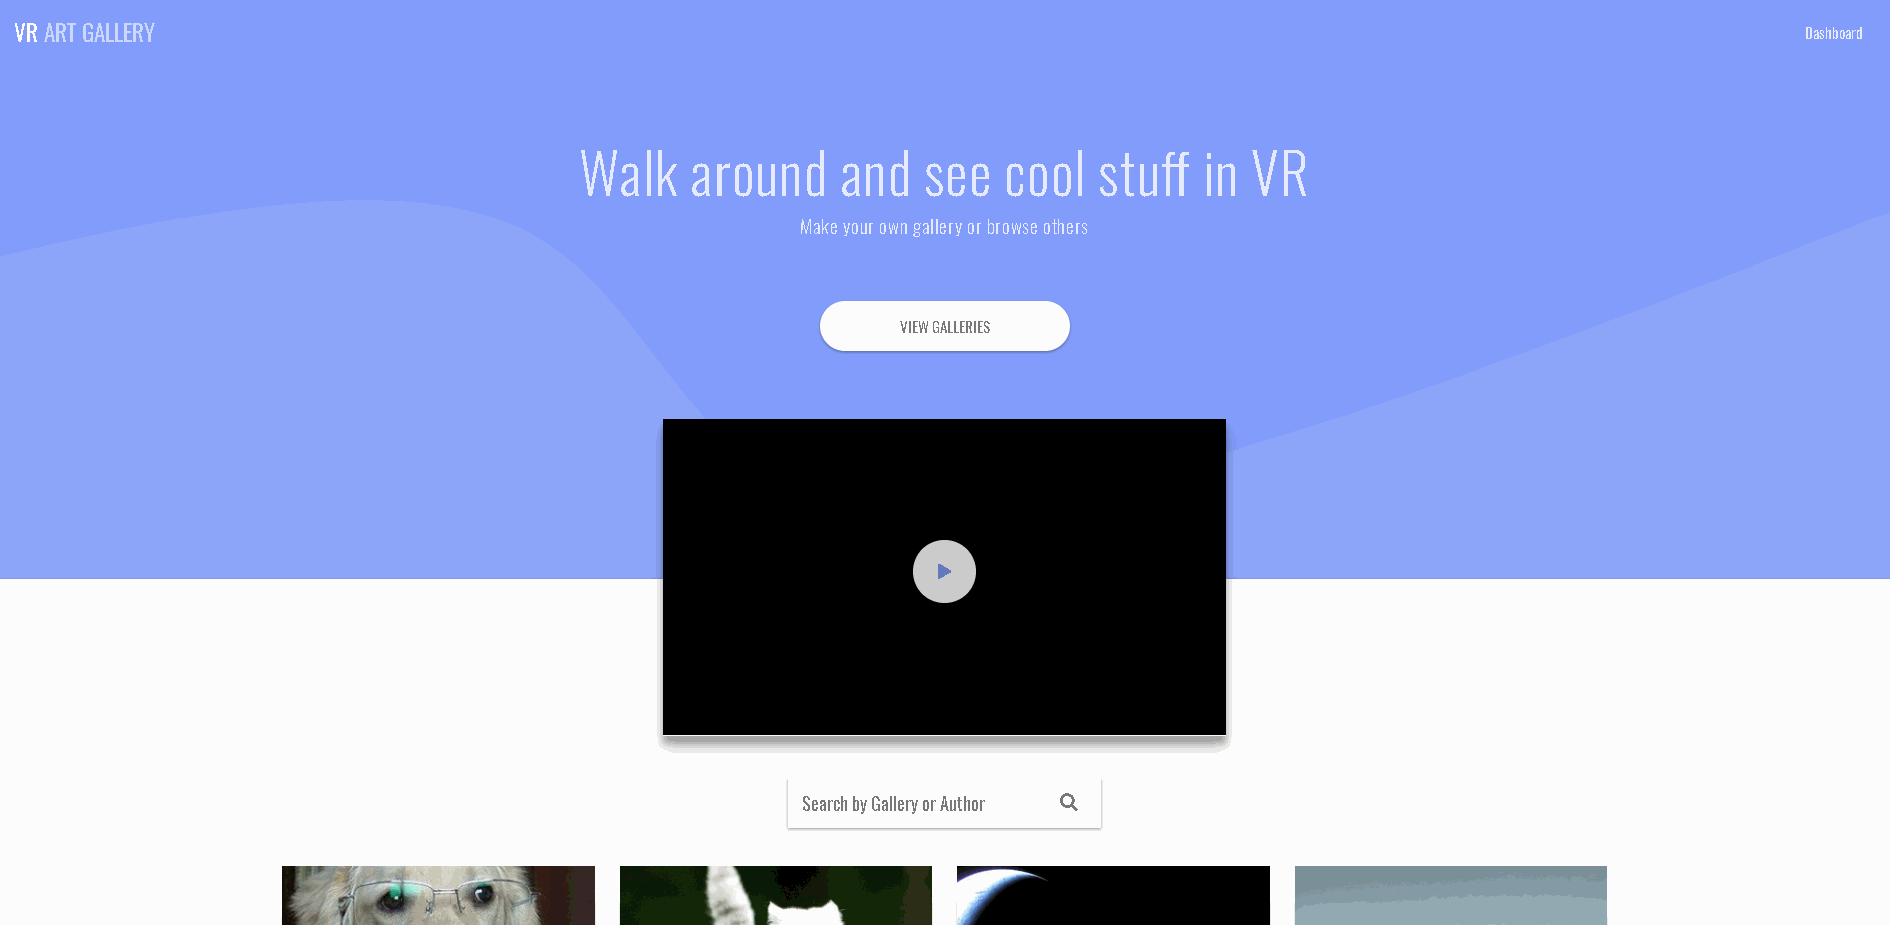 VR ART GALLERY
Dashboard
Walk around and see cool stuff in VR
Make your own gallery or browse others
VIEW GALLERIES
Search by Gallery or Author